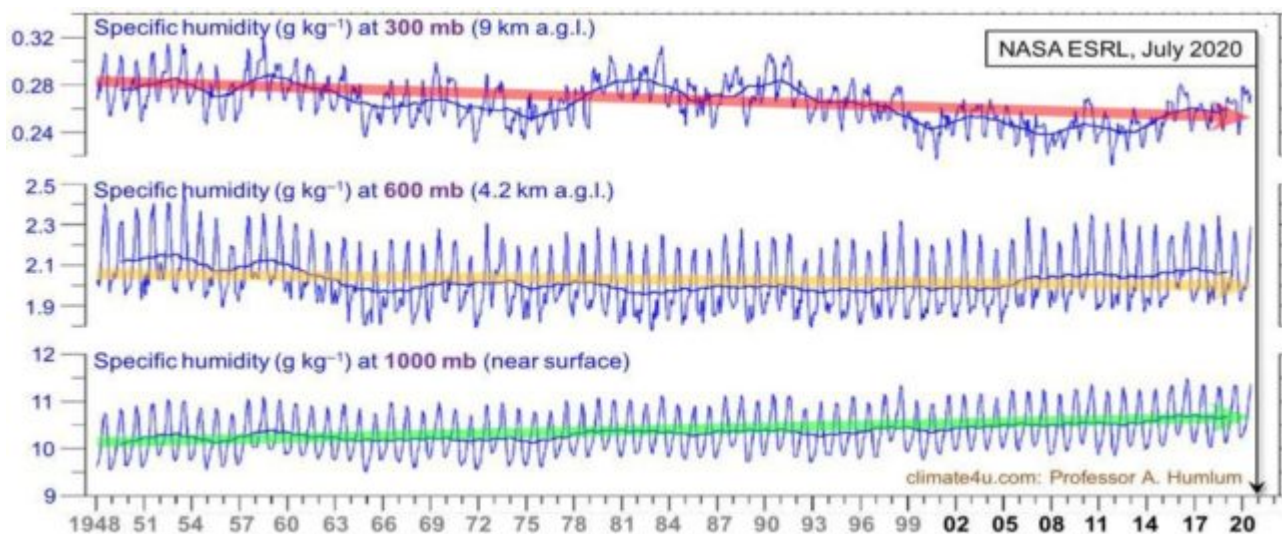 Specific humidity (g kg⁻¹) at 300 mb (9 km a.g.l.)
NASA ESRL, July 2020
0.32
0.28
0.24
Specific humidity (g kg⁻¹) at 600 mb (4.2 km a.g.l.)
2.5
2.3
2.1
1.9
Specific humidity (g kg⁻¹) at 1000 mb (near surface)
12
11
10
9
climate4u.com: Professor A. Humlum
1948 51 54 57 60 63 66 69 72 75 78 81 84 87 90 93 96 99 02 05 08 11 14 17 20